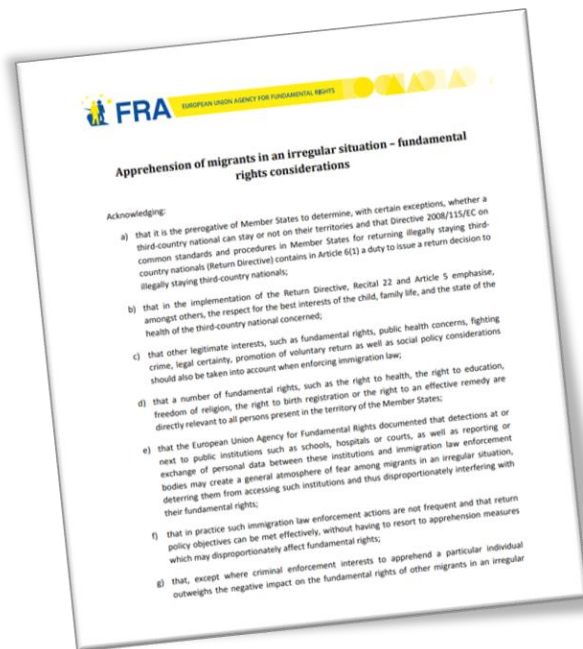 FRA
EUROPEAN UNION AGENCY FOR FUNDAMENTAL RIGHTS
Apprehension of migrants in an irregular situation – fundamental
rights considerations
Acknowledging:
a) that it is the prerogative of Member States to determine, with certain exceptions, whether a
third-country national can stay or not on their territories and that Directive 2008/115/EC on
common standards and procedures in Member States for returning illegally staying third-
country nationals (Return Directive) contains in Article 6(1) a duty to issue a return decision to
illegally staying third-country nationals;
b) that in the implementation of the Return Directive, Recital 22 and Article 5 emphasise,
amongst others, the respect for the best interests of the child, family life, and the state of the
health of the third-country national concerned;
c) that other legitimate interests, such as fundamental rights, public health concerns, fighting
crime, legal certainty, promotion of voluntary return as well as social policy considerations
should also be taken into account when enforcing immigration law;
d) that a number of fundamental rights, such as the right to health, the right to education,
freedom of religion, the right to birth registration or the right to an effective remedy are
directly relevant to all persons present in the territory of the Member States;
e) that the European Union Agency for Fundamental Rights documented that detections at or
next to public institutions such as schools, hospitals or courts, as well as reporting or
exchange of personal data between these institutions and immigration law enforcement
bodies may create a general atmosphere of fear among migrants in an irregular situation,
deterring them from accessing such institutions and thus disproportionately interfering with
their fundamental rights;
f) that in practice such immigration law enforcement actions are not frequent and that return
policy objectives can be met effectively, without having to resort to apprehension measures
which may disproportionately affect fundamental rights;
g) that, except where criminal enforcement interests to apprehend a particular individual
outweighs the negative impact on the fundamental rights of other migrants in an irregular